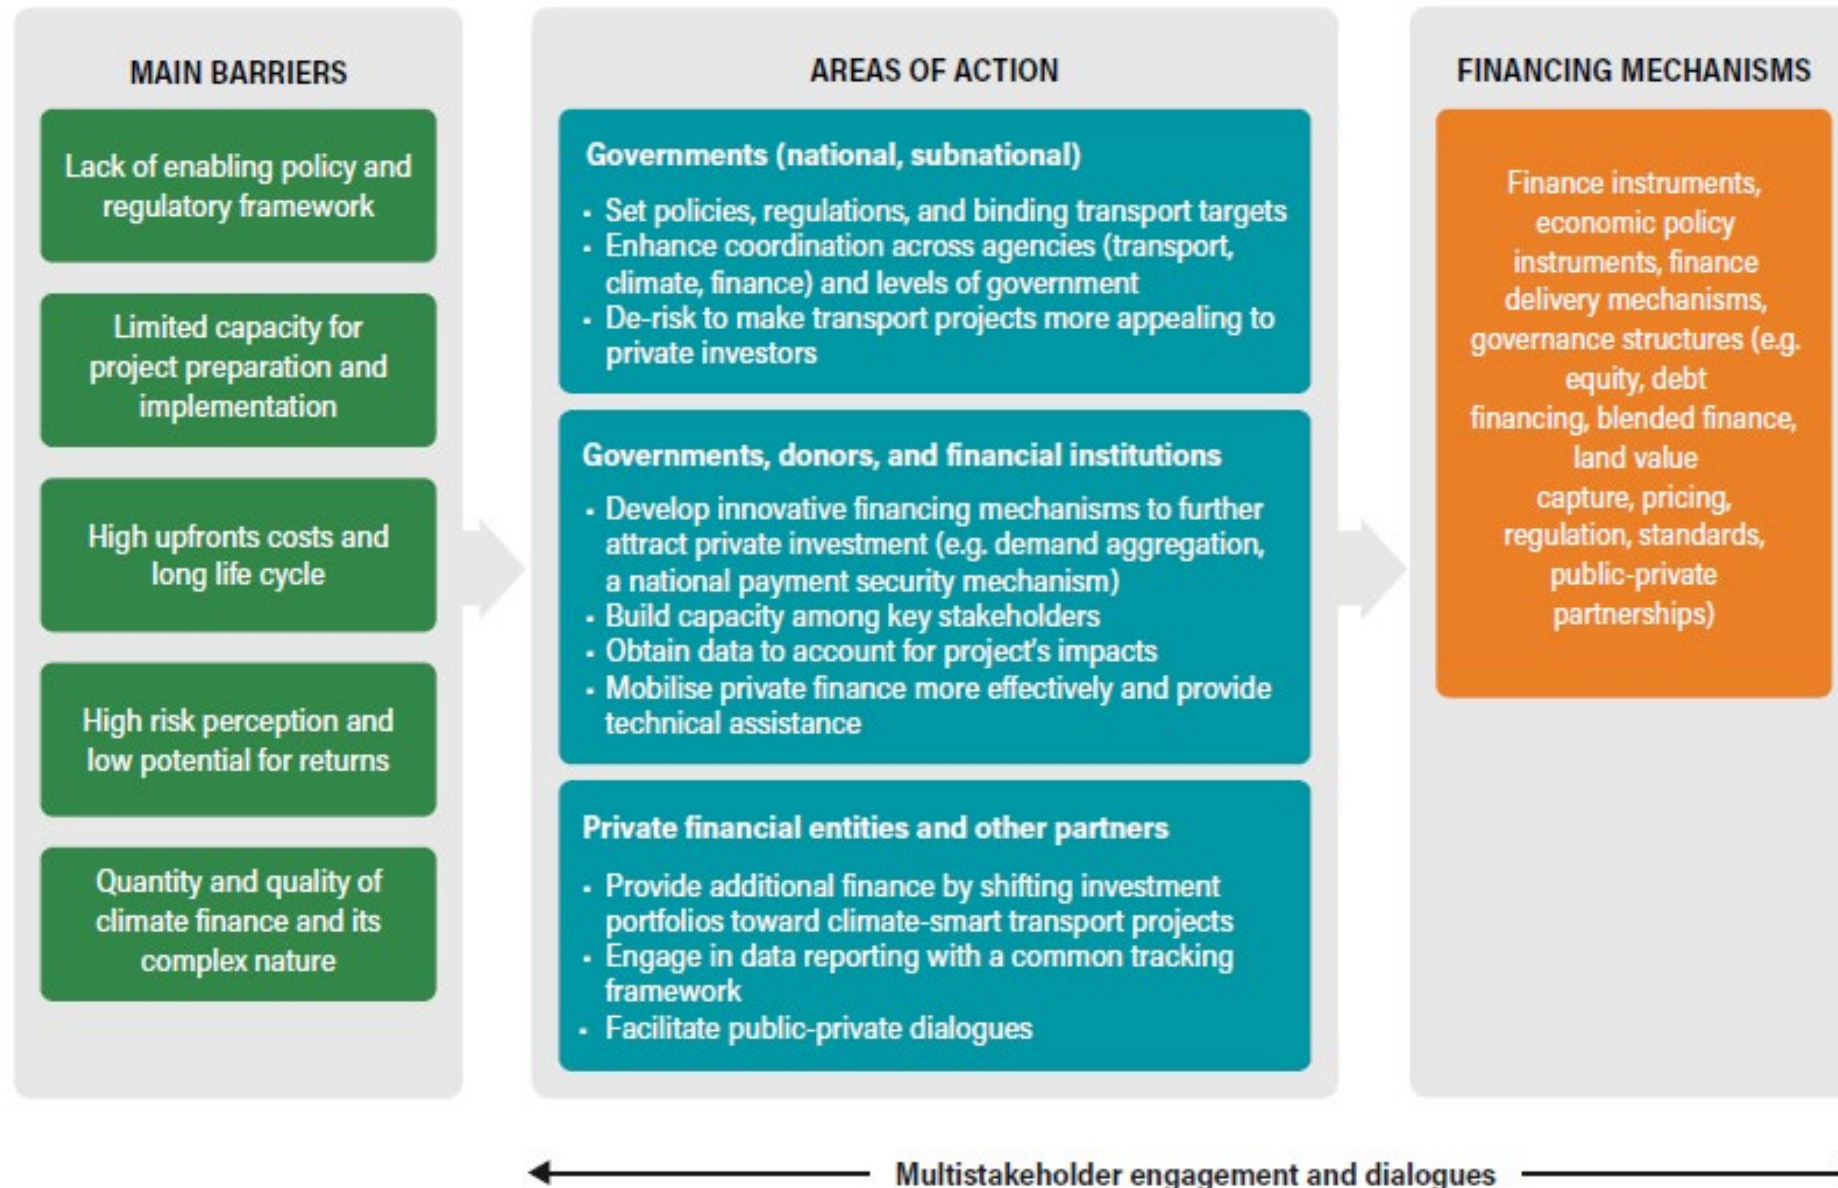 MAIN BARRIERS
Lack of enabling policy and
regulatory framework
Limited capacity for
project preparation and
implementation
High upfronts costs and
long life cycle
High risk perception and
low potential for returns
Quantity and quality of
climate finance and its
complex nature
AREAS OF ACTION
Governments (national, subnational)
▪ Set policies, regulations, and binding transport targets
▪ Enhance coordination across agencies (transport,
climate, finance) and levels of government
▪ De-risk to make transport projects more appealing to
private investors
Governments, donors, and financial institutions
▪ Develop innovative financing mechanisms to further
attract private investment (e.g. demand aggregation,
a national payment security mechanism)
▪ Build capacity among key stakeholders
▪ Obtain data to account for project's impacts
▪ Mobilise private finance more effectively and provide
technical assistance
Private financial entities and other partners
▪ Provide additional finance by shifting investment
portfolios toward climate-smart transport projects
▪ Engage in data reporting with a common tracking
framework
▪ Facilitate public-private dialogues
FINANCING MECHANISMS
Finance instruments,
economic policy
instruments, finance
delivery mechanisms,
governance structures (e.g.
equity, debt
financing, blended finance,
land value
capture, pricing,
regulation, standards,
public-private
partnerships)
Multistakeholder engagement and dialogues